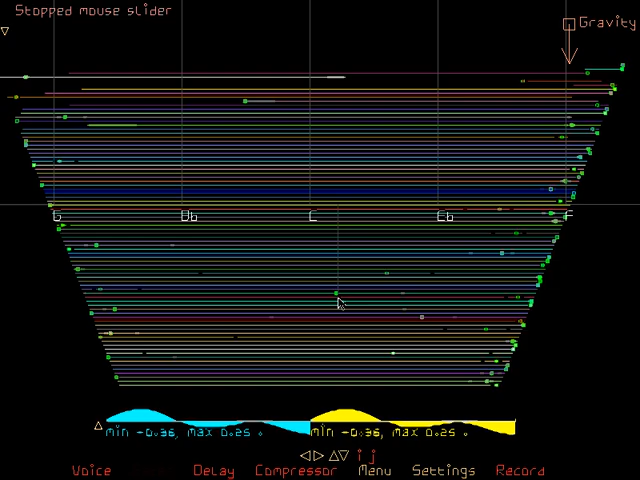 Stopped mouse slider
Gravity
G Bb C Eb F
Min -0.36, Max 0.25 . Min -0.36, Max 0.25 .
i j
Voice Delay Compressor Menu Settings Record